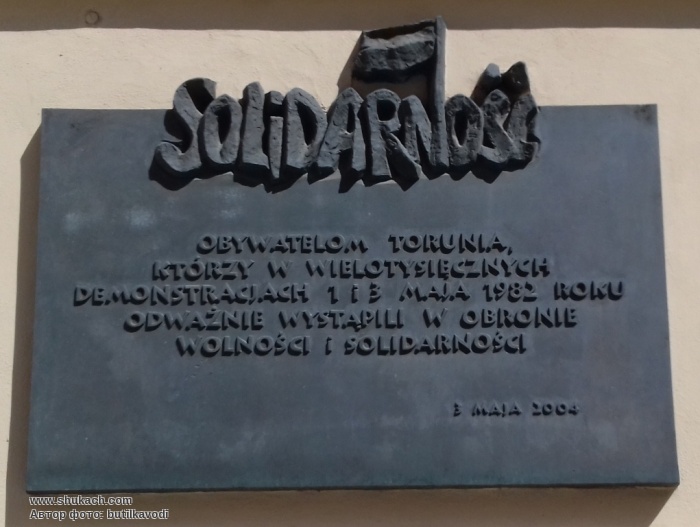 SOLIDARNOŚĆ
OBYWATELOM TORUNIA,
KTÓRZY W WIELOTYSIĘCZNYCH
DEMONSTRACJACH 1 i 3 MAJA 1982 ROKU
ODWAŻNIE WYSTĄPILI W OBRONIE
WOLNOŚCI i SOLIDARNOŚCI
3 MAJA 2004
www.shukach.com
Автор фото: butilkavodi